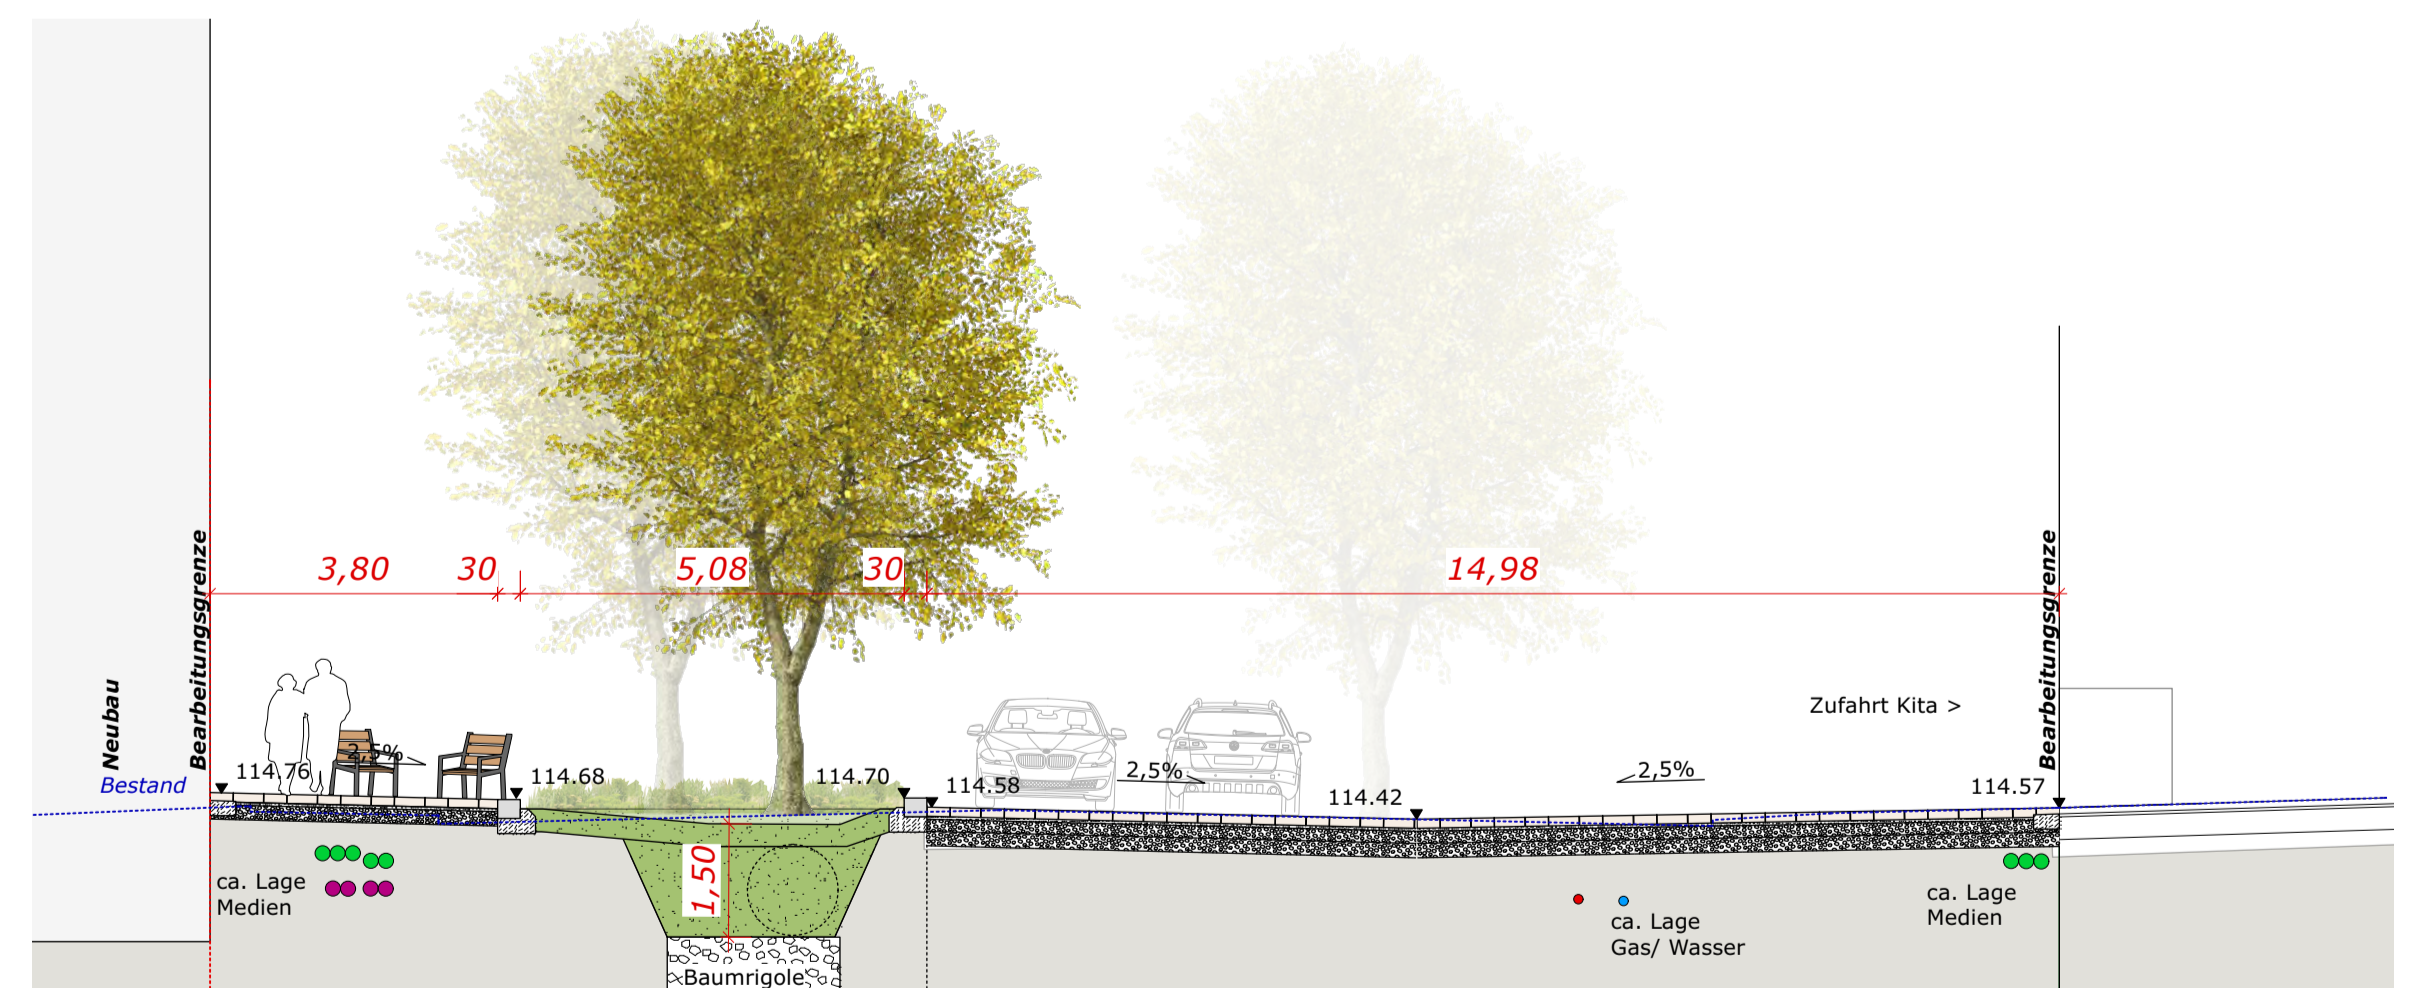 3,80
30
5,08
30
14,98
Neubau
Bearbeitungsgrenze
Bearbeitungsgrenze
Zufahrt Kita >
Bestand
114.76
2,5%
114.68
114.70
114.58
2,5%
114.42
2,5%
114.57
1,50
ca. Lage
Medien
ca. Lage
Gas/ Wasser
ca. Lage
Medien
Baumrigole